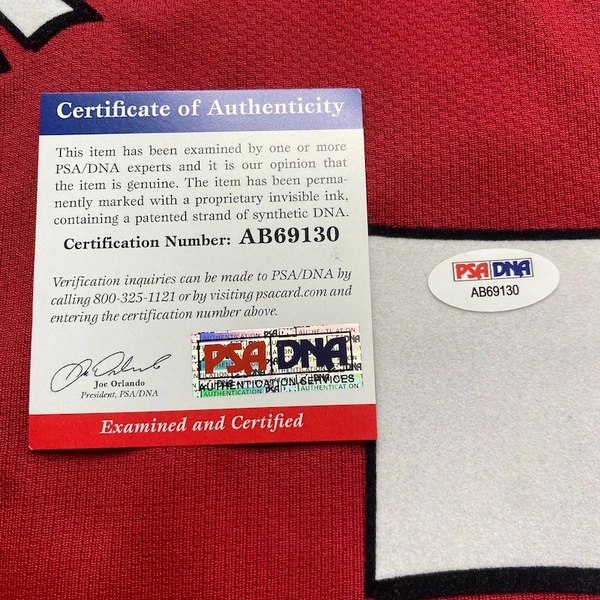 Certificate of Authenticity
This item has been examined by one or more
PSA/DNA experts and it is our opinion that
the item is genuine. The item has been perma-
nently marked with a proprietary invisible ink,
containing a patented strand of synthetic DNA.
Certification Number: AB69130
Verification inquiries can be made to PSA/DNA by
calling 800-325-1121 or by visiting psacard.com and
entering the certification number above.
Joe Orlando
President, PSA/DNA
PSA DNA
AUTHENTICATION SERVICES
Examined and Certified
PSA DNA
AB69130